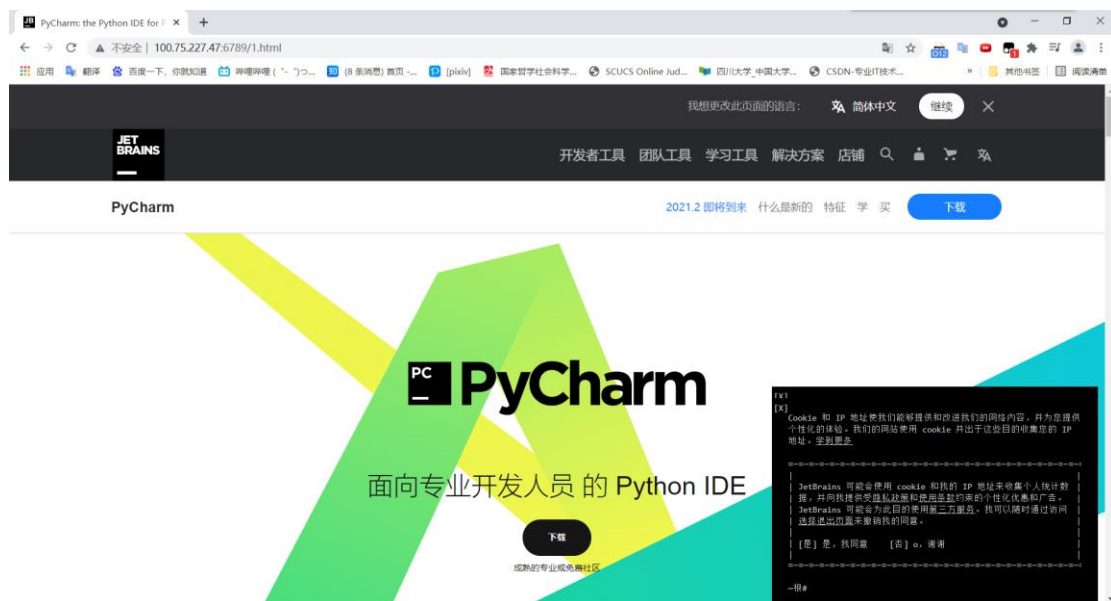 PyCharm: the Python IDE for P
不安全 | 100.75.227.47:6789/1.html
应用 翻译 百度一下，你就知道 哔哩哔哩 ( ゜- ゜)つ... (8 条消息) 首页 -... [pixiv] 国家哲学社会科学... SCUCS Online Jud... 四川大学_中国大学... CSDN-专业IT技术... » 其他书签 阅读清单
我想更改此页面的语言： 简体中文 继续
JET
BRAINS
开发者工具 团队工具 学习工具 解决方案 店铺
PyCharm 2021.2 即将到来 什么是新的 特征 学 买 下载
PC PyCharm
面向专业开发人员 的 Python IDE
下载
成熟的专业或免费社区
[X]
Cookie 和 IP 地址使我们能够提供和改进我们的网络内容，并为您提供
个性化的体验。我们的网站使用 cookie 并出于这些目的收集您的 IP
地址。学到更多
JetBrains 可能会使用 cookie 和我的 IP 地址来收集个人统计数
据，并向我提供受隐私政策和使用条款约束的个性化优惠和广告。
JetBrains 可能会为此目的使用第三方服务。我可以随时通过访问
选择退出页面来撤销我的同意。
[是] 是，我同意 [否] o，谢谢
~根#